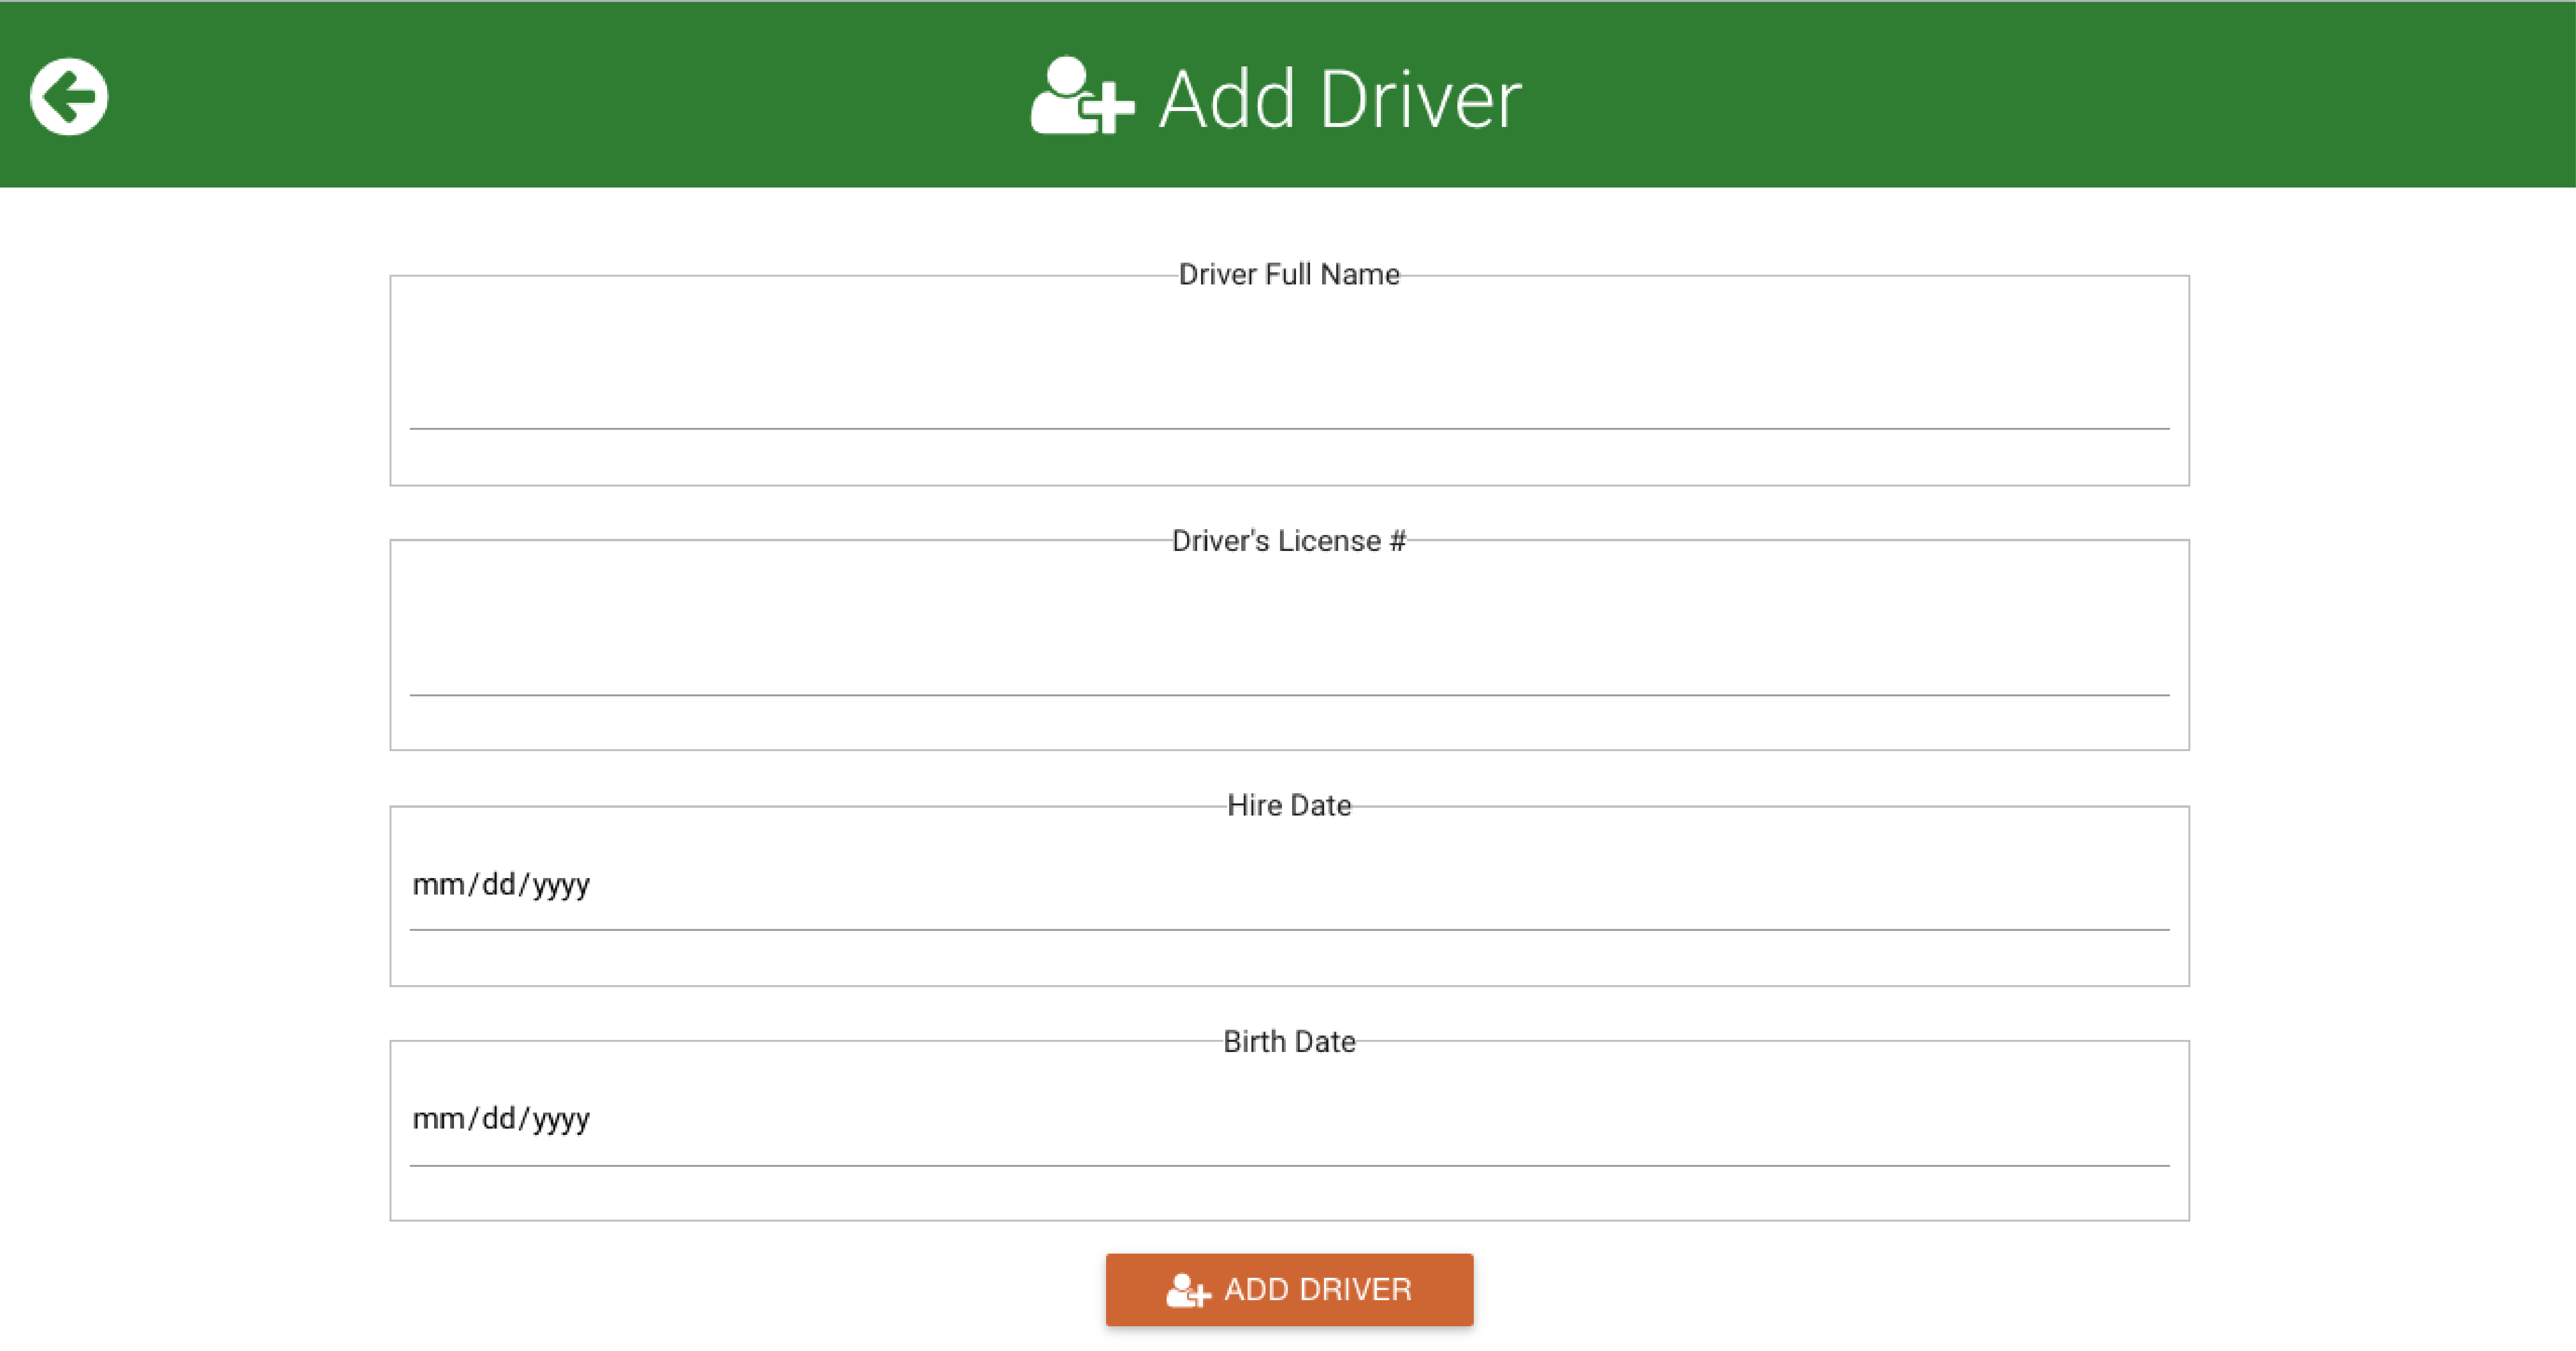 Add Driver
Driver Full Name
Driver's License #
Hire Date
mm/dd/yyyy
Birth Date
mm/dd/yyyy
ADD DRIVER